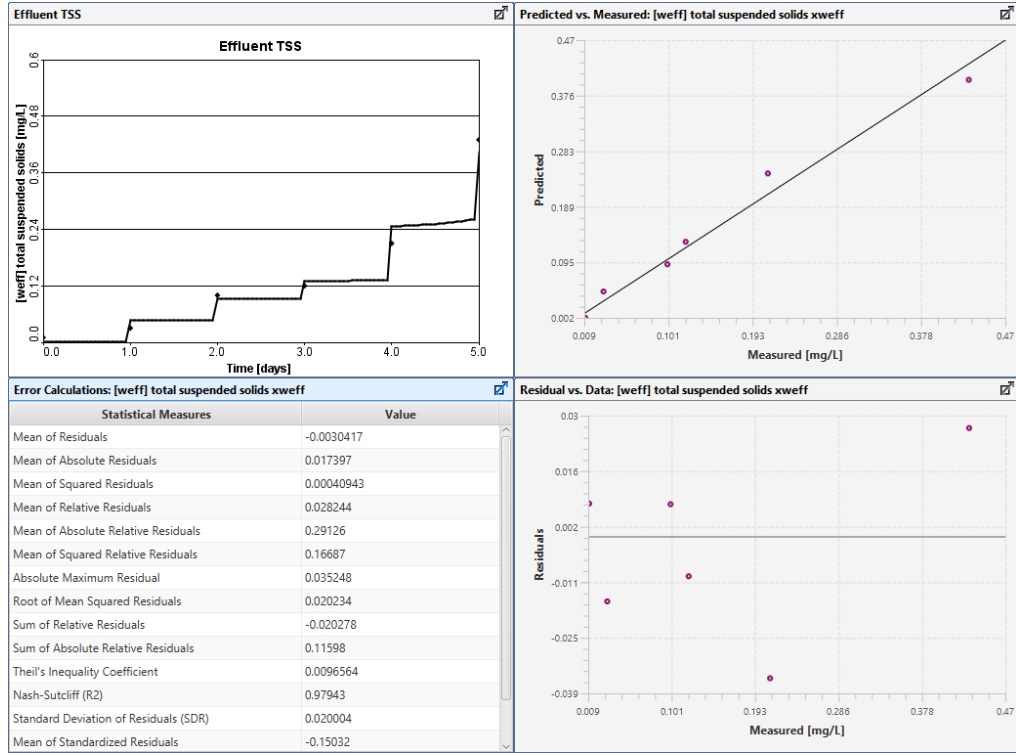 Effluent TSS
Effluent TSS
0.6
0.48
0.36
0.24
0.12
0.0
[weff] total suspended solids [mg/L]
0.0 1.0 2.0 3.0 4.0 5.0
Time [days]
Predicted vs. Measured: [weff] total suspended solids xweff
0.47
0.376
0.283
0.189
0.095
0.002
Predicted
0.009 0.101 0.193 0.286 0.378 0.47
Measured [mg/L]
Error Calculations: [weff] total suspended solids xweff
Statistical Measures Value
Mean of Residuals -0.0030417
Mean of Absolute Residuals 0.017397
Mean of Squared Residuals 0.00040943
Mean of Relative Residuals 0.028244
Mean of Absolute Relative Residuals 0.29126
Mean of Squared Relative Residuals 0.16687
Absolute Maximum Residual 0.035248
Root of Mean Squared Residuals 0.020234
Sum of Relative Residuals -0.020278
Sum of Absolute Relative Residuals 0.11598
Theil's Inequality Coefficient 0.0096564
Nash-Sutcliff (R2) 0.97943
Standard Deviation of Residuals (SDR) 0.020004
Mean of Standardized Residuals -0.15032
Residual vs. Data: [weff] total suspended solids xweff
0.03
0.016
0.002
-0.011
-0.025
-0.039
Residuals
0.009 0.101 0.193 0.286 0.378 0.47
Measured [mg/L]